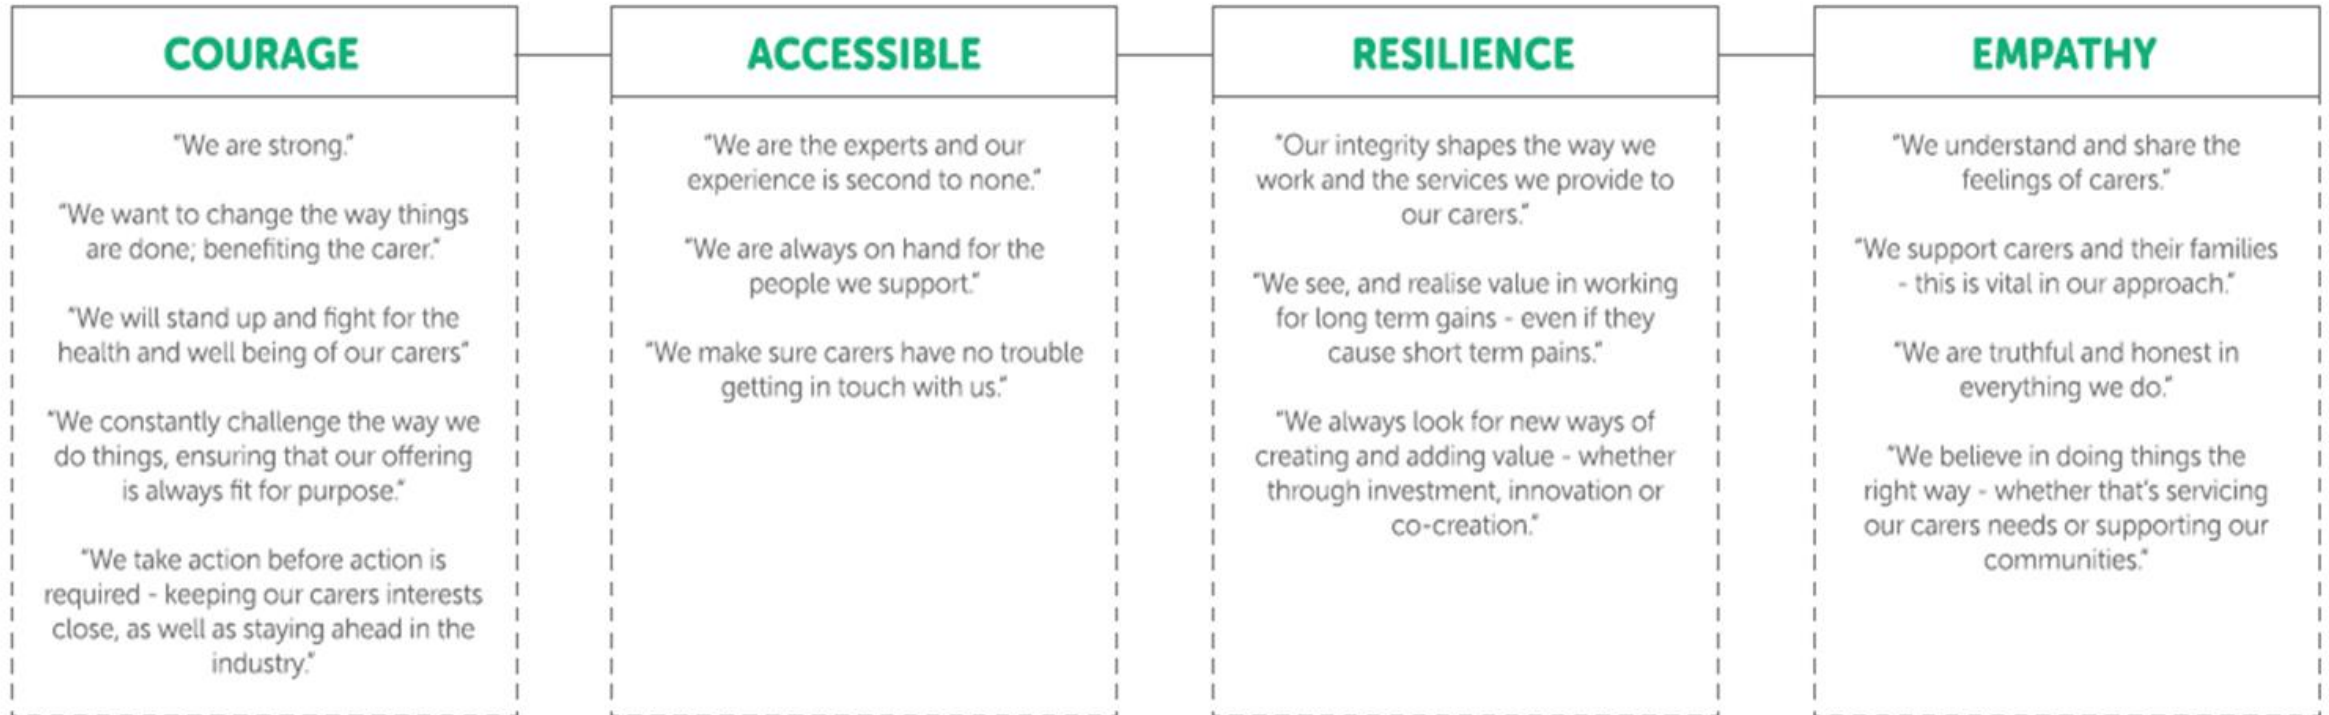 COURAGE
"We are strong."
"We want to change the way things
are done; benefiting the carer."
"We will stand up and fight for the
health and well being of our carers"
"We constantly challenge the way we
do things, ensuring that our offering
is always fit for purpose."
"We take action before action is
required - keeping our carers interests
close, as well as staying ahead in the
industry."
ACCESSIBLE
"We are the experts and our
experience is second to none."
"We are always on hand for the
people we support."
"We make sure carers have no trouble
getting in touch with us."
RESILIENCE
"Our integrity shapes the way we
work and the services we provide to
our carers."
"We see, and realise value in working
for long term gains - even if they
cause short term pains."
"We always look for new ways of
creating and adding value - whether
through investment, innovation or
co-creation."
EMPATHY
"We understand and share the
feelings of carers."
"We support carers and their families
- this is vital in our approach."
"We are truthful and honest in
everything we do."
"We believe in doing things the
right way - whether that's servicing
our carers needs or supporting our
communities."